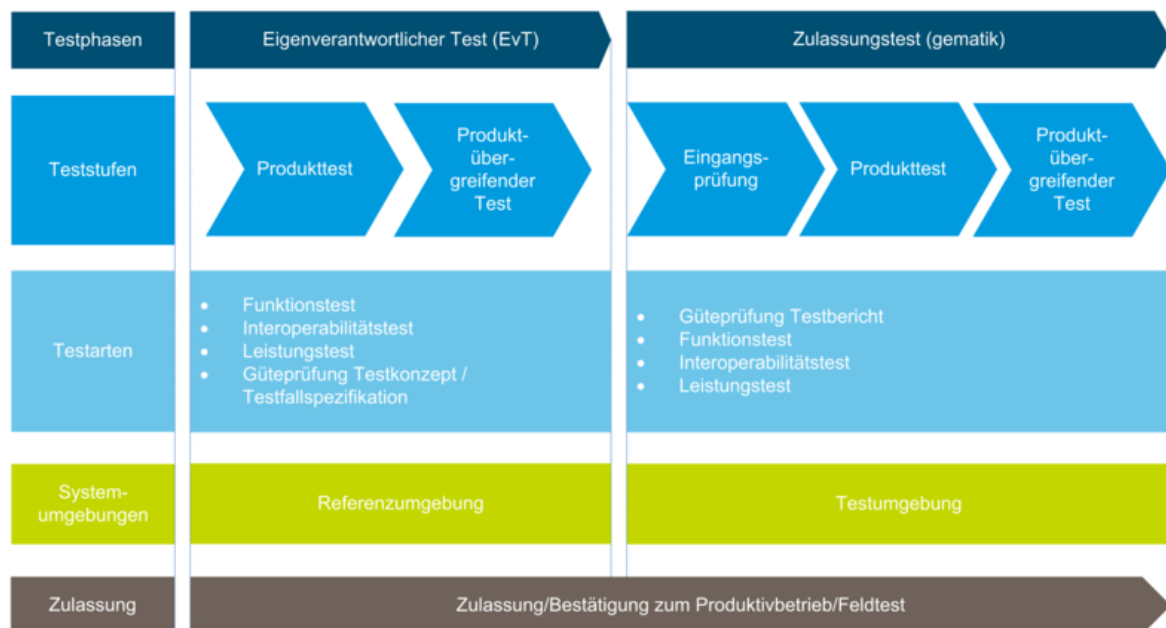 Testphasen
Eigenverantwortlicher Test (EvT)
Zulassungstest (gematik)
Teststufen
Produkttest
Produkt-
über-
greifender
Test
Eingangs-
prüfung
Produkttest
Produkt-
über-
greifender
Test
Testarten
• Funktionstest
• Interoperabilitätstest
• Leistungstest
• Güteprüfung Testkonzept /
Testfallspezifikation
• Güteprüfung Testbericht
• Funktionstest
• Interoperabilitätstest
• Leistungstest
System-
umgebungen
Referenzumgebung
Testumgebung
Zulassung
Zulassung/Bestätigung zum Produktivbetrieb/Feldtest